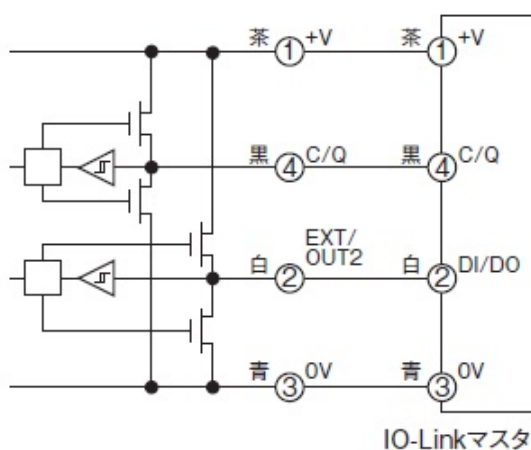 茶 ① +V 茶 ① +V
黒 ④ C/Q 黒 ④ C/Q
白 ② EXT/
OUT2 白 ② DI/DO
青 ③ 0V 青 ③ 0V
IO-Linkマスタ